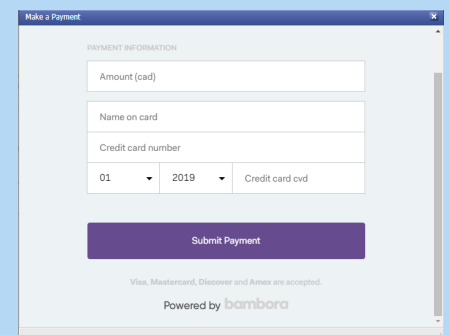 Make a Payment
PAYMENT INFORMATION
Amount (cad)
Name on card
Credit card number
01 2019 Credit card cvd
Submit Payment
Visa, Mastercard, Discover and Amex are accepted.
Powered by bambora